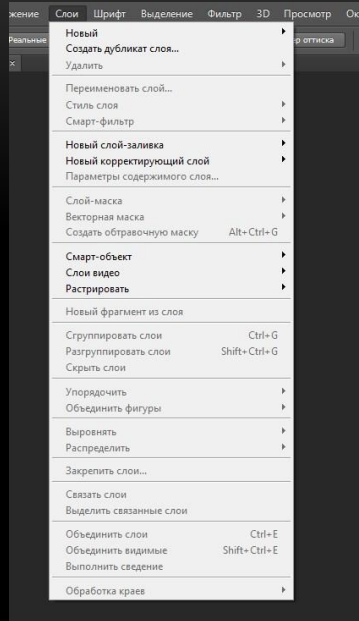 жение Слои Шрифт Выделение Фильтр 3D Просмотр Ок
Реальные ер оттиска
×
Новый
Создать дубликат слоя...
Удалить
Переименовать слой...
Стиль слоя
Смарт-фильтр
Новый слой-заливка
Новый корректирующий слой
Параметры содержимого слоя...
Слой-маска
Векторная маска
Создать обтравочную маску Alt+Ctrl+G
Смарт-объект
Слои видео
Растрировать
Новый фрагмент из слоя
Сгруппировать слои Ctrl+G
Разгруппировать слои Shift+Ctrl+G
Скрыть слои
Упорядочить
Объединить фигуры
Выровнять
Распределить
Закрепить слои...
Связать слои
Выделить связанные слои
Объединить слои Ctrl+E
Объединить видимые Shift+Ctrl+E
Выполнить сведение
Обработка краев